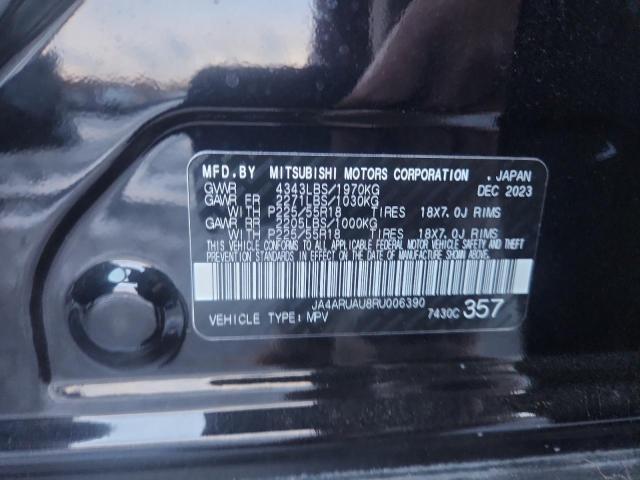 MFD.BY MITSUBISHI MOTORS CORPORATION . JAPAN
GVWR 4343LBS/1970KG DEC 2023
GAWR FR 2271LBS/1030KG
WITH P225/55R18 TIRES 18X7.0J RIMS
GAWR RR 2205LBS/1000KG
WITH P225/55R18 TIRES 18X7.0J RIMS
THIS VEHICLE CONFORMS TO ALL APPLICABLE FEDERAL MOTOR VEHICLE SAFETY AND THEFT
PREVENTION STANDARDS IN EFFECT ON THE DATE OF MANUFACTURE SHOWN ABOVE.
JA4ARUAU8RU006390
VEHICLE TYPE: MPV 7430C 357